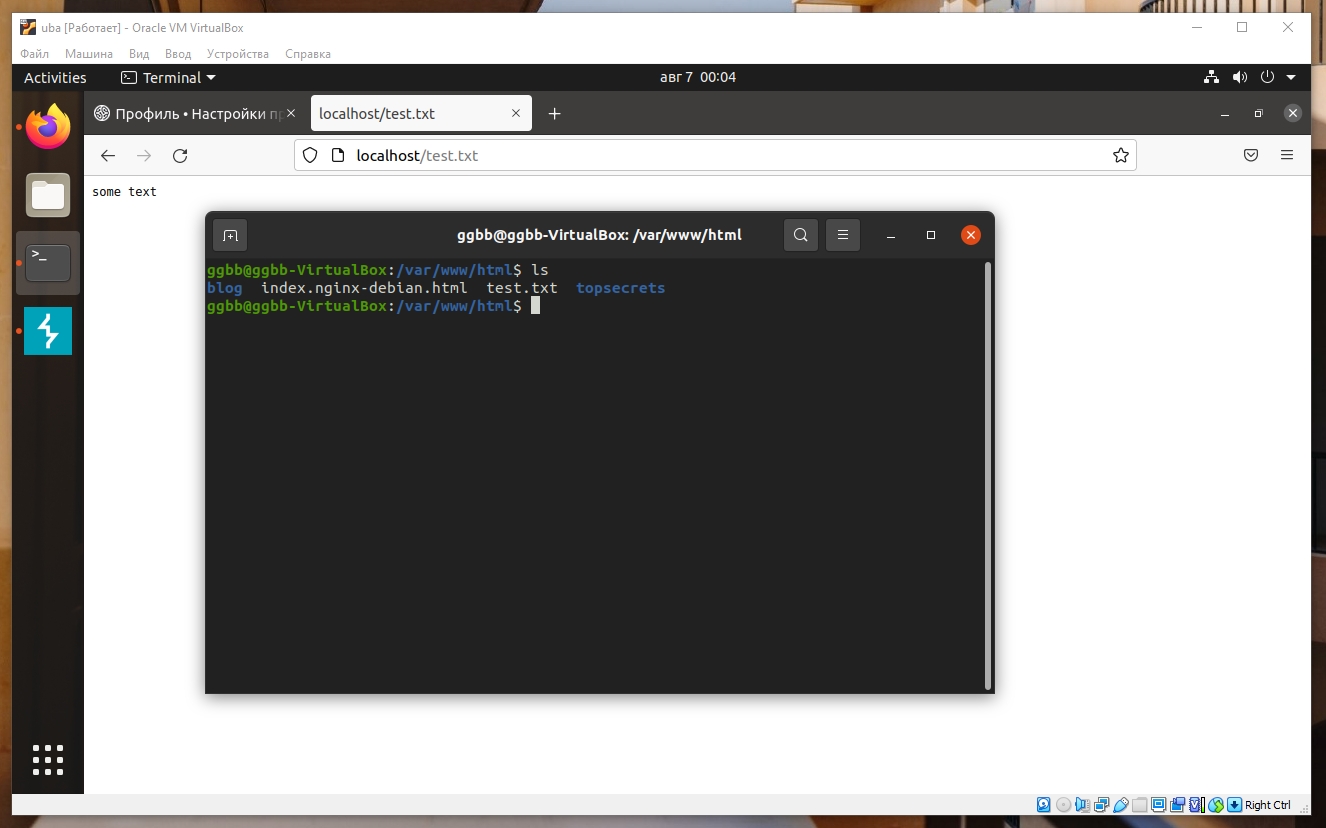 uba [Работает] - Oracle VM VirtualBox
Файл Машина Вид Ввод Устройства Справка
Activities Terminal авг 7 00:04
Профиль • Настройки п localhost/test.txt
localhost/test.txt
some text
ggbb@ggbb-VirtualBox: /var/www/html
ggbb@ggbb-VirtualBox:/var/www/html$ ls
blog index.nginx-debian.html test.txt topsecrets
ggbb@ggbb-VirtualBox:/var/www/html$
Right Ctrl